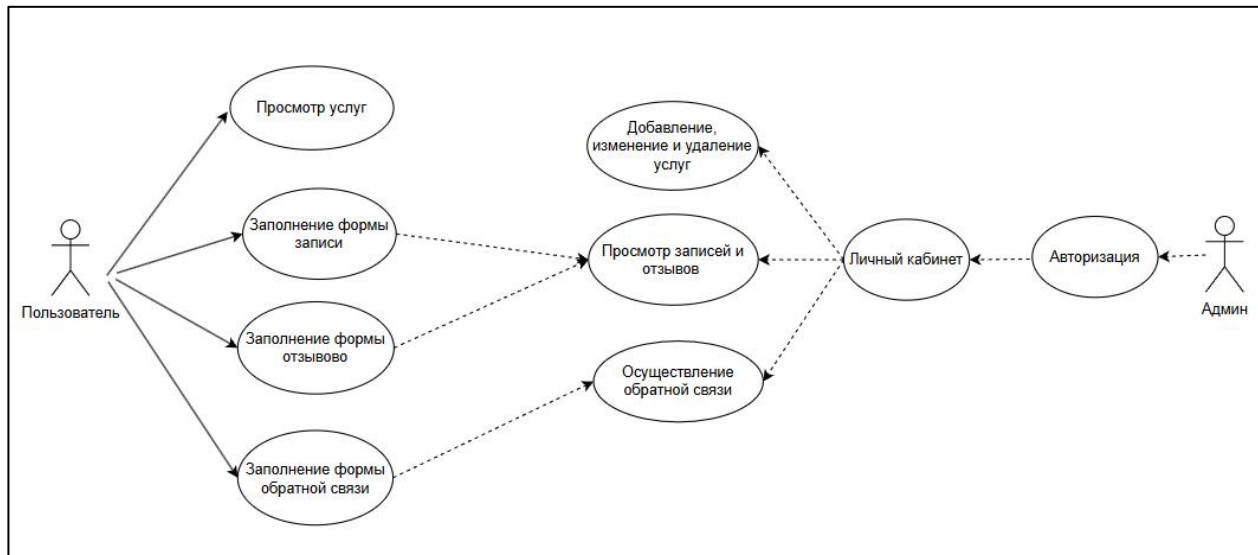 Просмотр услуг
Добавление,
изменение и удаление
услуг
Заполнение формы
записи
Просмотр записей и
отзывов
Личный кабинет
Авторизация
Пользователь
Админ
Заполнение формы
отзывово
Осуществление
обратной связи
Заполнение формы
обратной связи